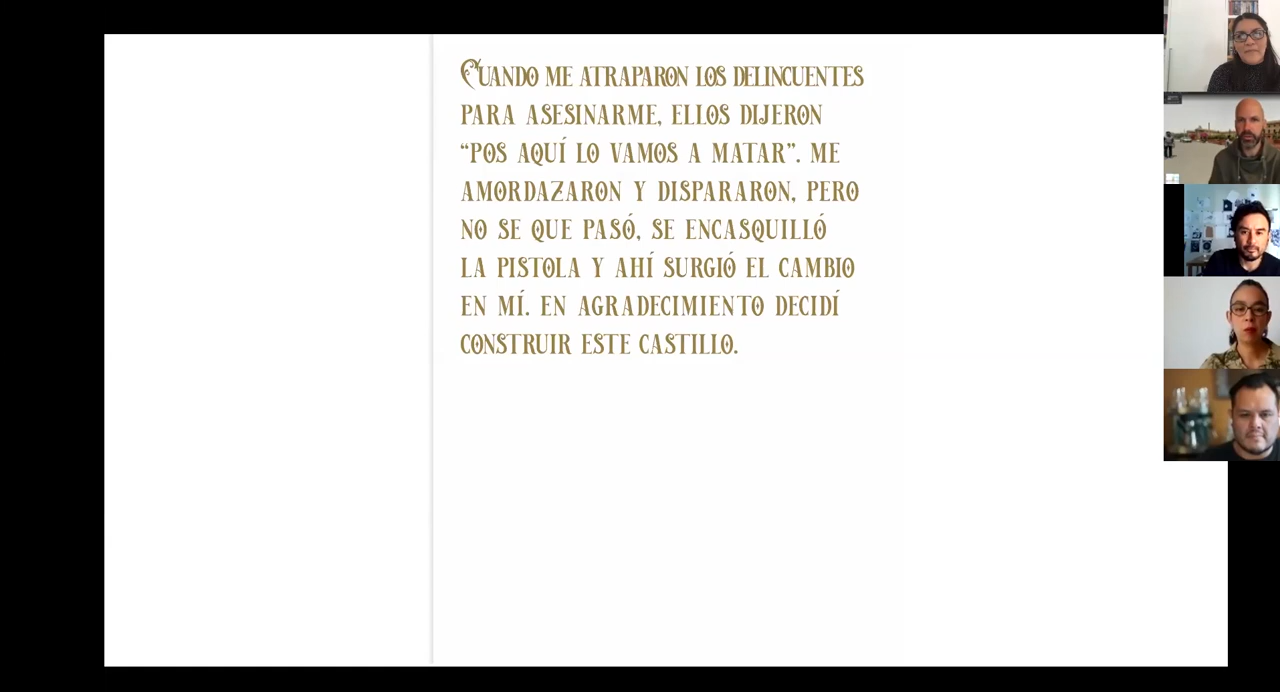 CUANDO ME ATRAPARON LOS DELINCUENTES
PARA ASESINARME, ELLOS DIJERON
“POS AQUÍ LO VAMOS A MATAR”. ME
AMORDAZARON Y DISPARARON, PERO
NO SE QUE PASÓ, SE ENCASQUILLÓ
LA PISTOLA Y AHÍ SURGIÓ EL CAMBIO
EN MÍ. EN AGRADECIMIENTO DECIDÍ
CONSTRUIR ESTE CASTILLO.